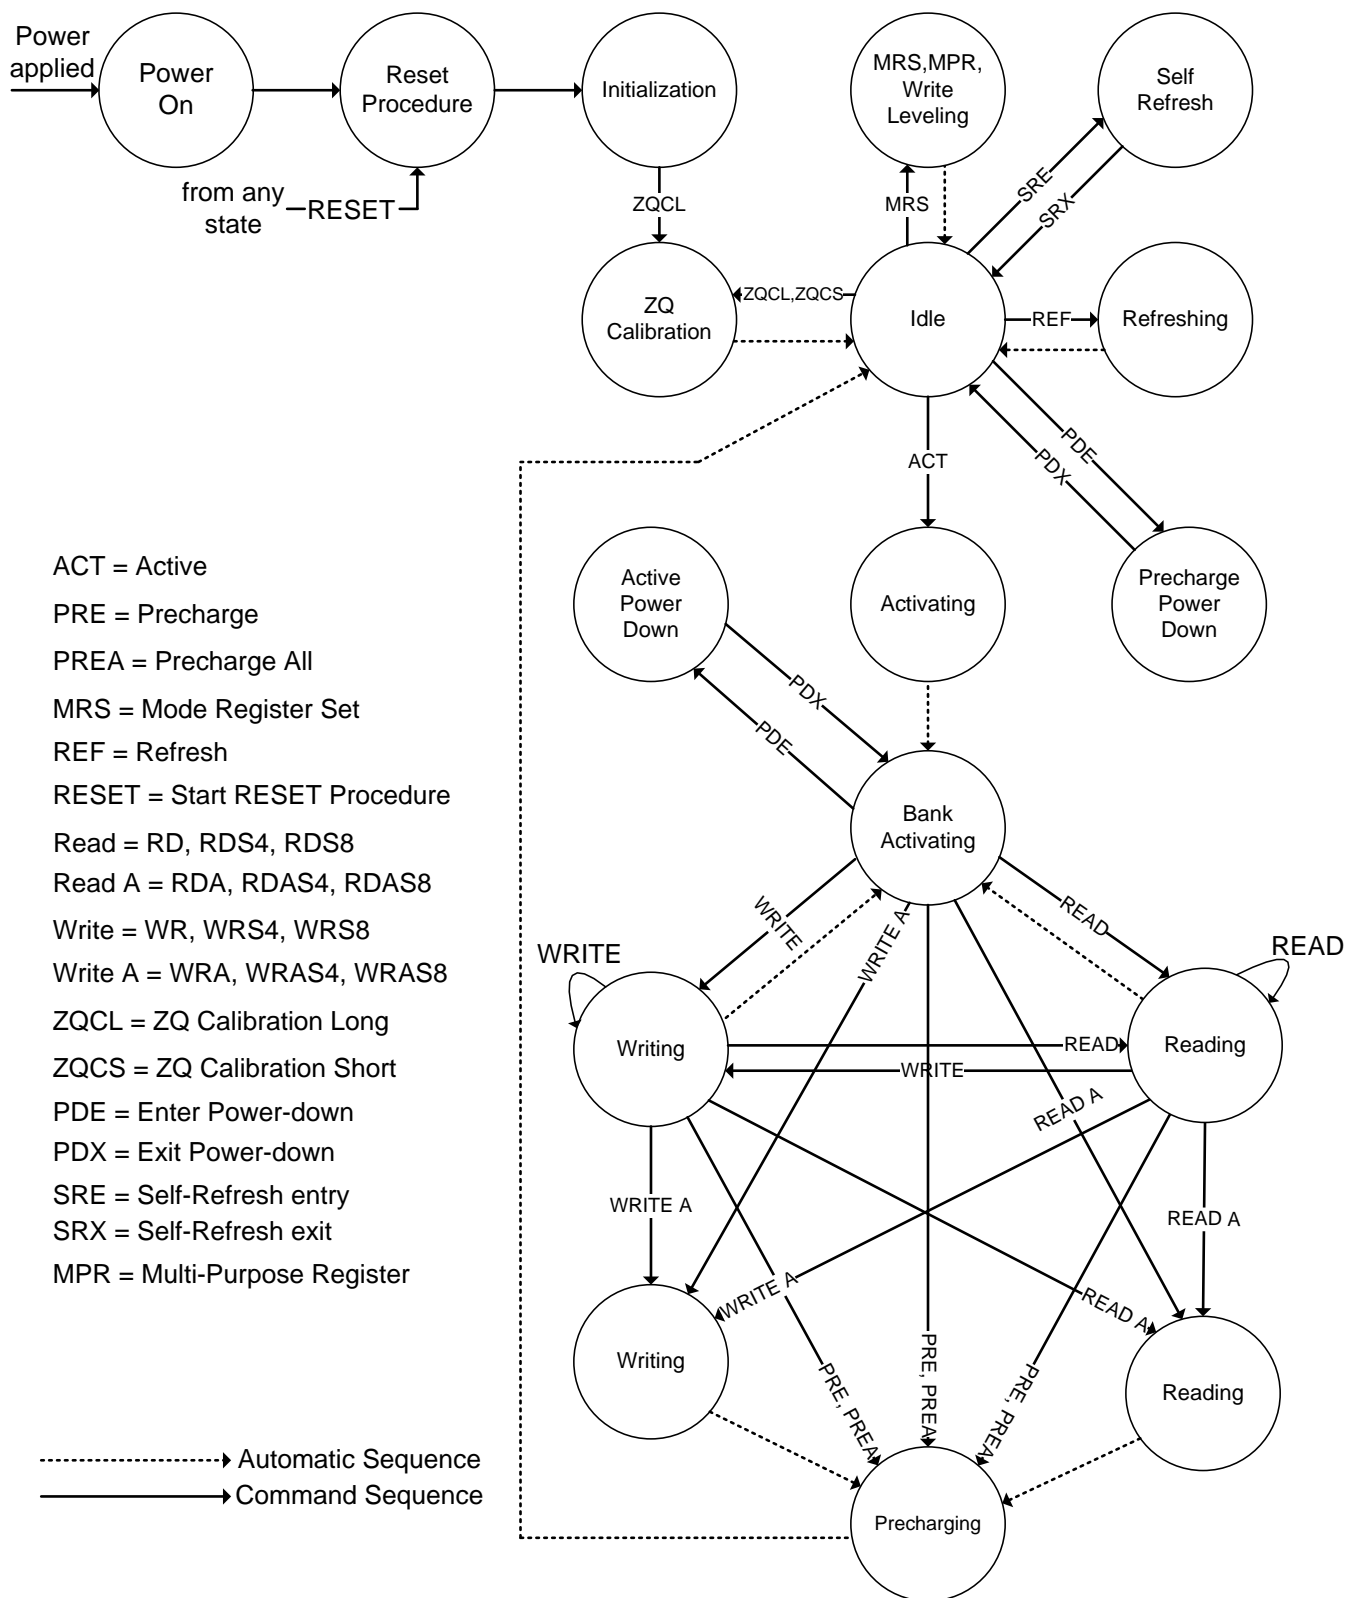 Power
applied
Power
On
Reset
Procedure
Initialization
MRS,MPR,
Write
Leveling
Self
Refresh
from any
state
RESET
ZQCL
MRS
SRE
SRX
ZQ
Calibration
ZQCL,ZQCS
Idle
REF
Refreshing
ACT
PDE
PDX
Active
Power
Down
Activating
Precharge
Power
Down
PDX
PDE
Bank
Activating
ACT = Active
PRE = Precharge
PREA = Precharge All
MRS = Mode Register Set
REF = Refresh
RESET = Start RESET Procedure
Read = RD, RDS4, RDS8
Read A = RDA, RDAS4, RDAS8
Write = WR, WRS4, WRS8
Write A = WRA, WRAS4, WRAS8
ZQCL = ZQ Calibration Long
ZQCS = ZQ Calibration Short
PDE = Enter Power-down
PDX = Exit Power-down
SRE = Self-Refresh entry
SRX = Self-Refresh exit
MPR = Multi-Purpose Register
WRITE
WRITE A
READ
WRITE
READ
Writing
READ
Reading
WRITE
READ A
WRITE A
READ A
WRITE A
READ A
Writing
PRE, PREA
PRE, PREA
PRE, PREA
Reading
Precharging
Automatic Sequence
Command Sequence